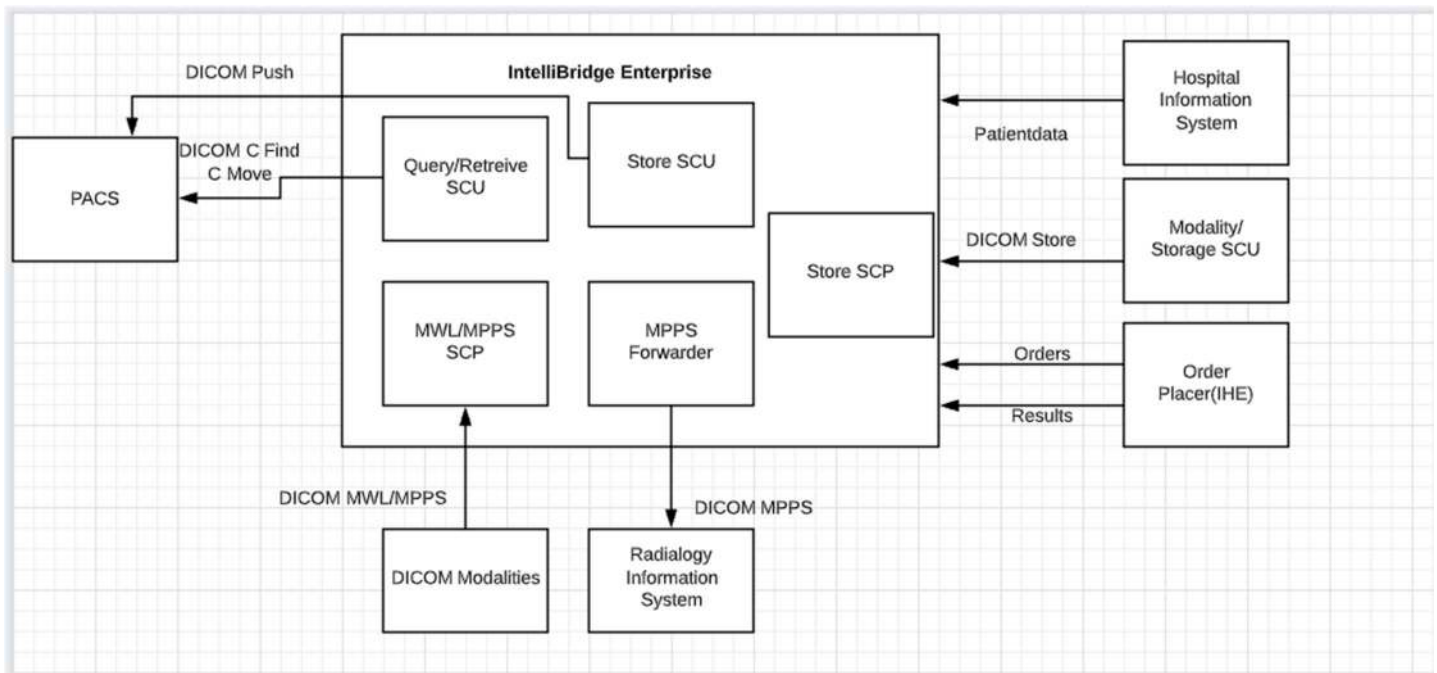 DICOM Push
IntelliBridge Enterprise
Hospital
Information
System
Patientdata
DICOM C Find
C Move
PACS
Query/Retreive
SCU
Store SCU
Store SCP
DICOM Store
Modality/
Storage SCU
MWL/MPPS
SCP
MPPS
Forwarder
Orders
Results
Order
Placer(IHE)
DICOM MWL/MPPS
DICOM MPPS
DICOM Modalities
Radialogy
Information
System